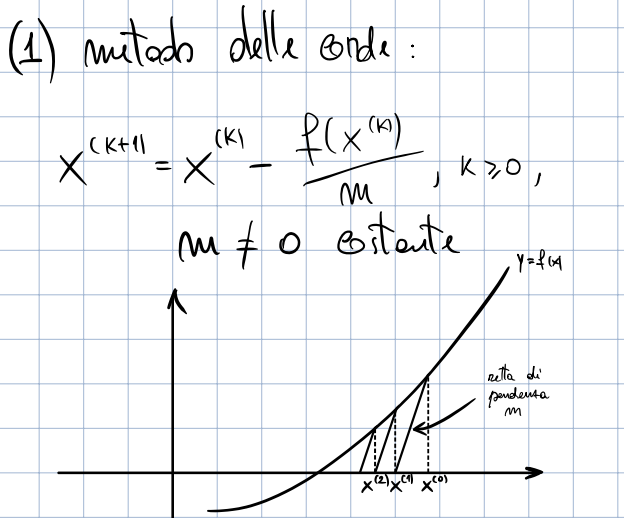 (1) metodo delle corde :
x^(k+1) = x^(k) - f(x^(k)) / m , k ≥ 0 ,
m ≠ 0 costante
y=f(x)
retta di
pendenza
m
x^(2) x^(1) x^(0)